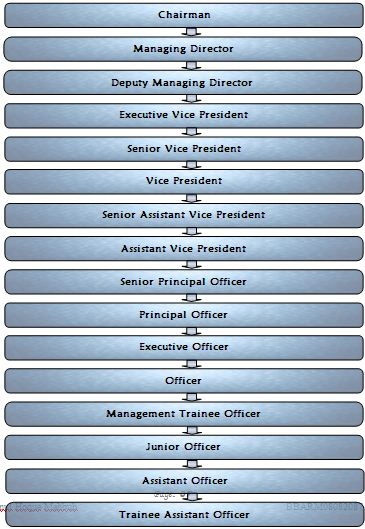 Chairman
Managing Director
Deputy Managing Director
Executive Vice President
Senior Vice President
Vice President
Senior Assistant Vice President
Assistant Vice President
Senior Principal Officer
Principal Officer
Executive Officer
Officer
Management Trainee Officer
Junior Officer
Assistant Officer
Trainee Assistant Officer